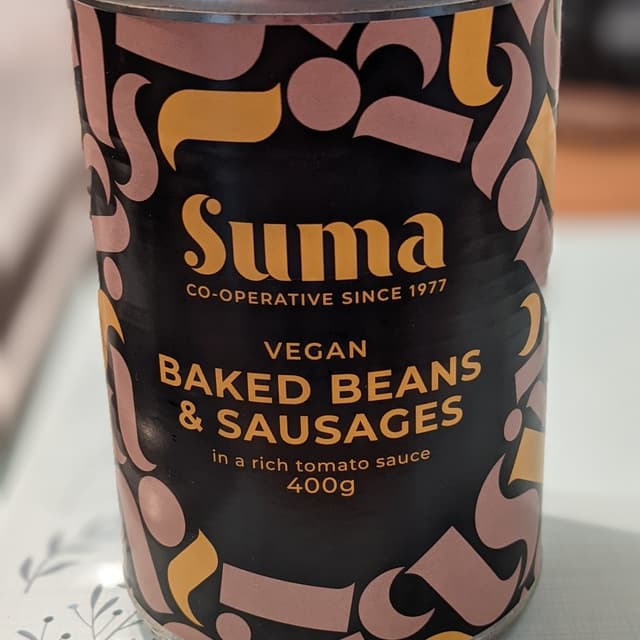 Suma
CO-OPERATIVE SINCE 1977
VEGAN
BAKED BEANS
& SAUSAGES
in a rich tomato sauce
400g